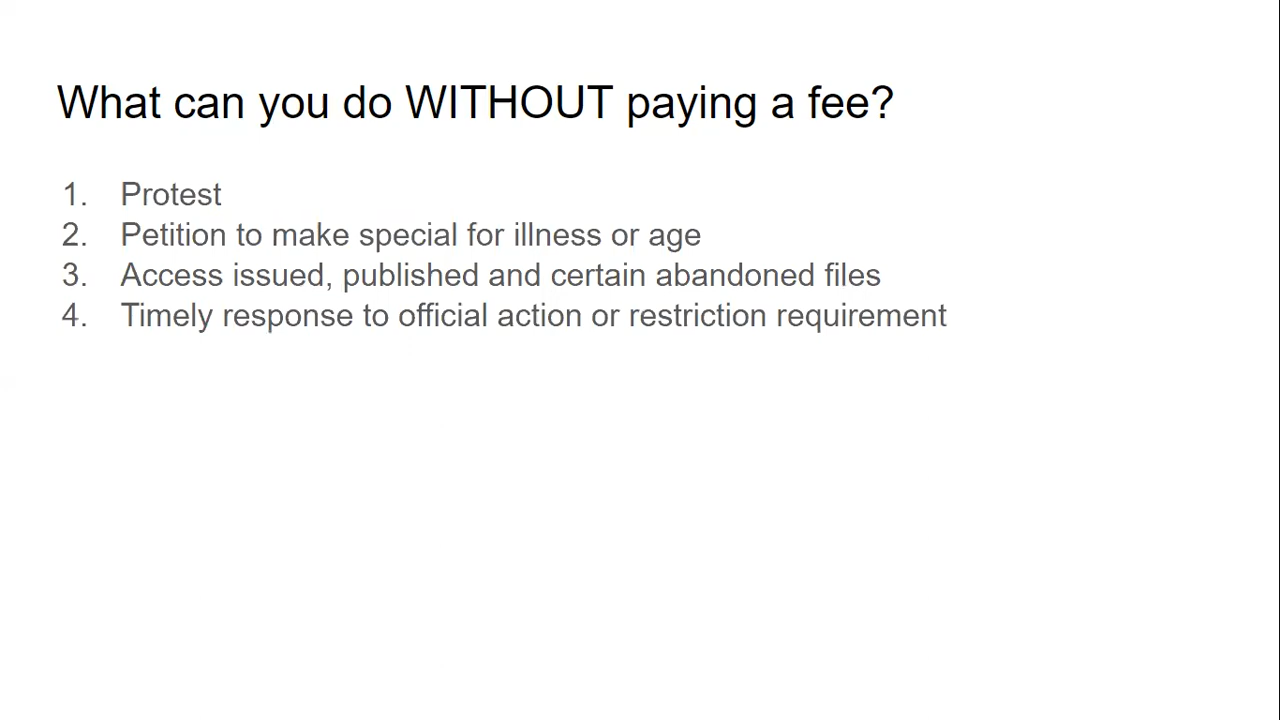 What can you do WITHOUT paying a fee?
1. Protest
2. Petition to make special for illness or age
3. Access issued, published and certain abandoned files
4. Timely response to official action or restriction requirement